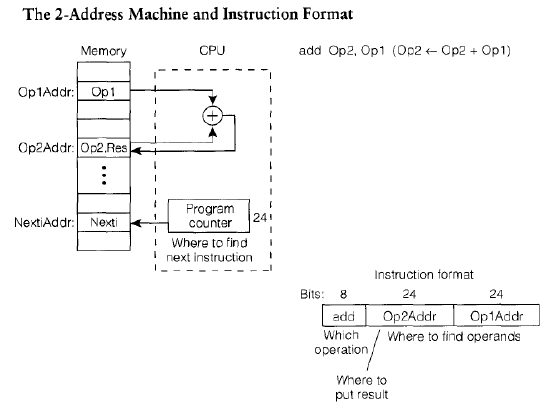 The 2-Address Machine and Instruction Format
Memory CPU add Op2, Op1 (Op2 ← Op2 + Op1)
Op1Addr: Op1
+
Op2Addr: Op2,Res
NextiAddr: Nexti Program counter 24
Where to find
next instruction
Instruction format
Bits: 8 24 24
add Op2Addr Op1Addr
Which operation Where to find operands
Where to
put result